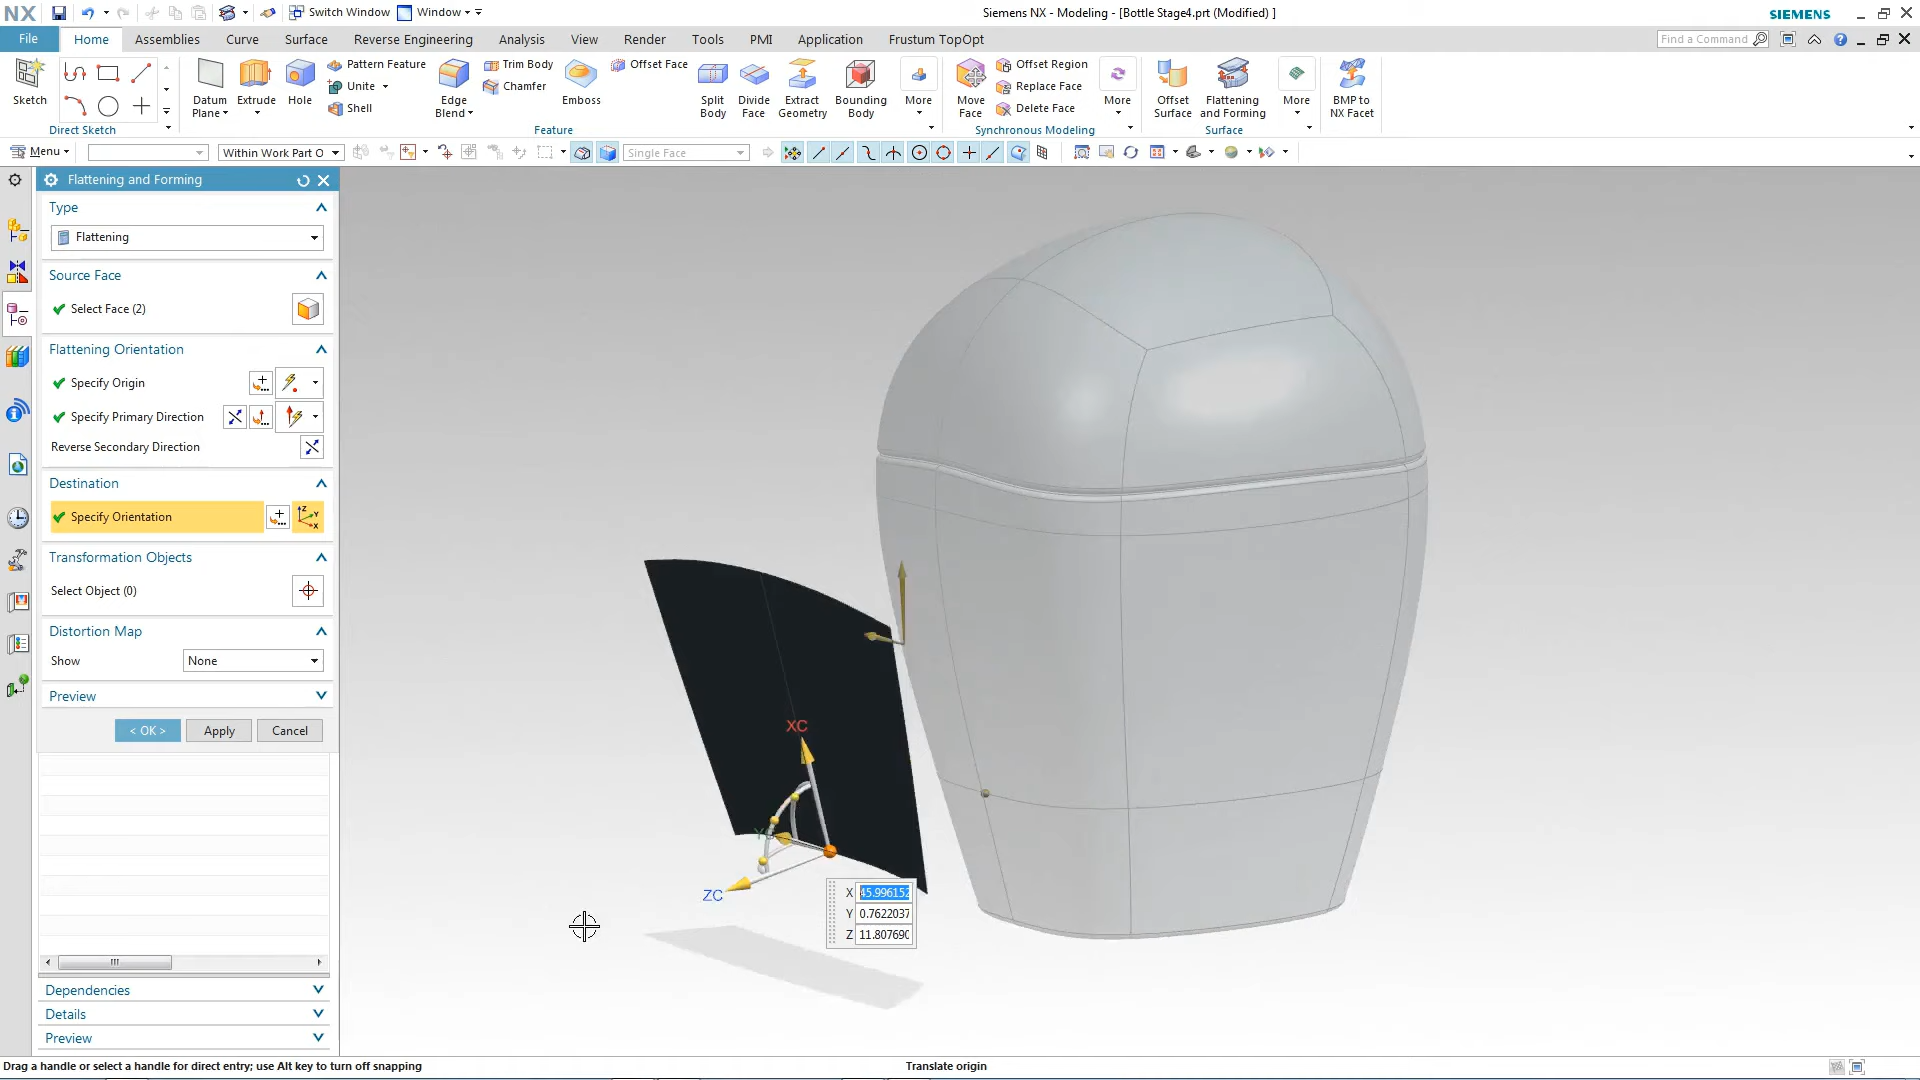 NX Switch Window Window Siemens NX - Modeling - [Bottle Stage4.prt (Modified) ] SIEMENS
File Home Assemblies Curve Surface Reverse Engineering Analysis View Render Tools PMI Application Frustum TopOpt Find a Command
Sketch
Direct Sketch
Datum Plane
Extrude
Hole
Pattern Feature
Unite
Shell
Edge Blend
Trim Body
Chamfer
Emboss
Offset Face
Split Body
Divide Face
Extract Geometry
Bounding Body
More
Feature
Move Face
Offset Region
Replace Face
Delete Face
More
Synchronous Modeling
Offset Surface
Flattening and Forming
More
Surface
BMP to NX Facet
Menu Within Work Part O Single Face
Flattening and Forming
Type
Flattening
Source Face
Select Face (2)
Flattening Orientation
Specify Origin
Specify Primary Direction
Reverse Secondary Direction
Destination
Specify Orientation
Transformation Objects
Select Object (0)
Distortion Map
Show None
Preview
< OK > Apply Cancel
Dependencies
Details
Preview
XC
ZC
X 45.996152
Y 0.7622037
Z 11.807690
Drag a handle or select a handle for direct entry; use Alt key to turn off snapping Translate origin